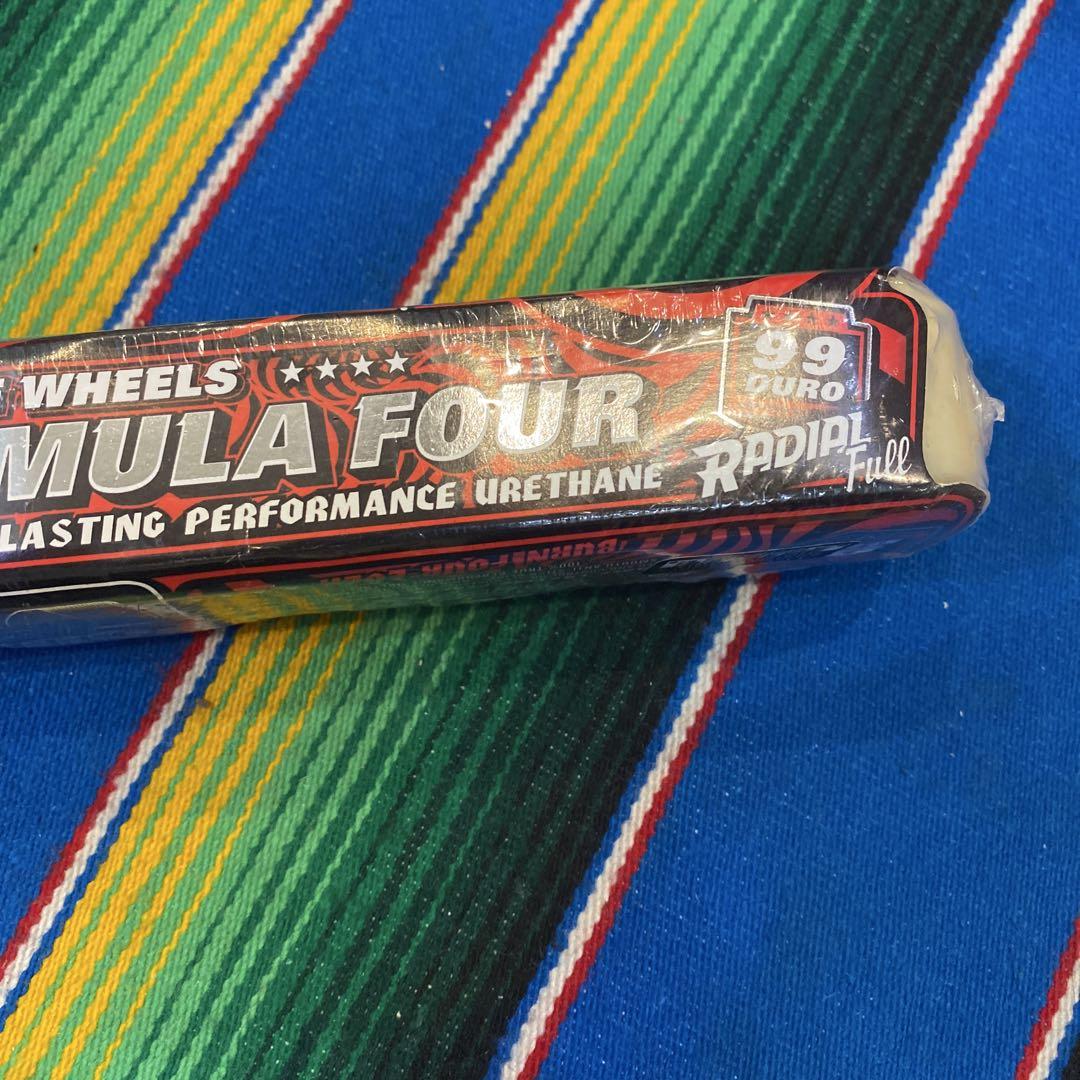 WHEELS
MULA FOUR
LASTING PERFORMANCE URETHANE
99
DURO
RADIAL
Full